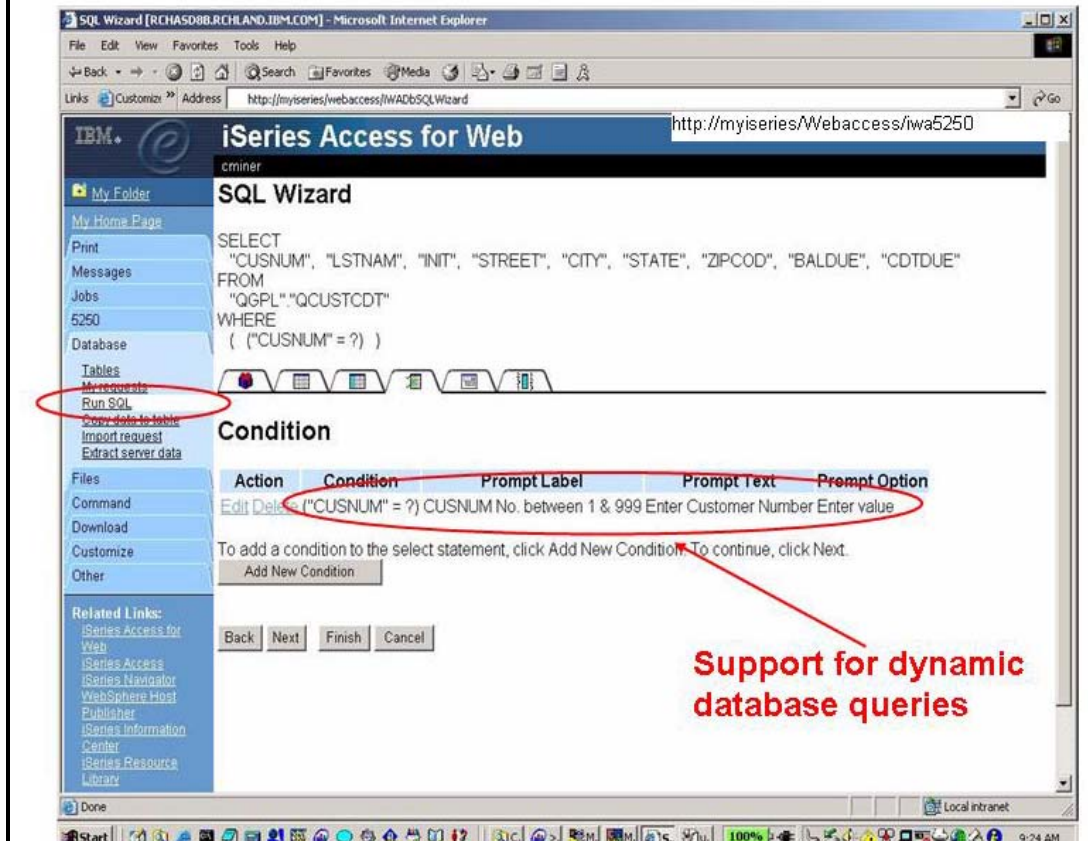 SQL Wizard [RCHASD8B.RCHLAND.IBM.COM] - Microsoft Internet Explorer
File Edit View Favorites Tools Help
Back Search Favorites Media
Links Customize Address http://myiseries/webaccess/iWADbSQLWizard Go
IBM. iSeries Access for Web http://myiseries/Webaccess/iwa5250
cminer
My Folder
My Home Page
Print
Messages
Jobs
5250
Database
Tables
My requests
Run SQL
Copy data to table
Import request
Extract server data
Files
Command
Download
Customize
Other
Related Links:
iSeries Access for
Web
iSeries Access
iSeries Navigator
WebSphere Host
Publisher
iSeries Information
Center
iSeries Resource
Library
SQL Wizard
SELECT
"CUSNUM", "LSTNAM", "INIT", "STREET", "CITY", "STATE", "ZIPCOD", "BALDUE", "CDTDUE"
FROM
"QGPL"."QCUSTCDT"
WHERE
( ("CUSNUM" = ?) )
Condition
Action Condition Prompt Label Prompt Text Prompt Option
Edit Delete ("CUSNUM" = ?) CUSNUM No. between 1 & 999 Enter Customer Number Enter value
To add a condition to the select statement, click Add New Condition. To continue, click Next.
Add New Condition
Back Next Finish Cancel
Support for dynamic
database queries
Done Local intranet
Start 100% 9:24 AM